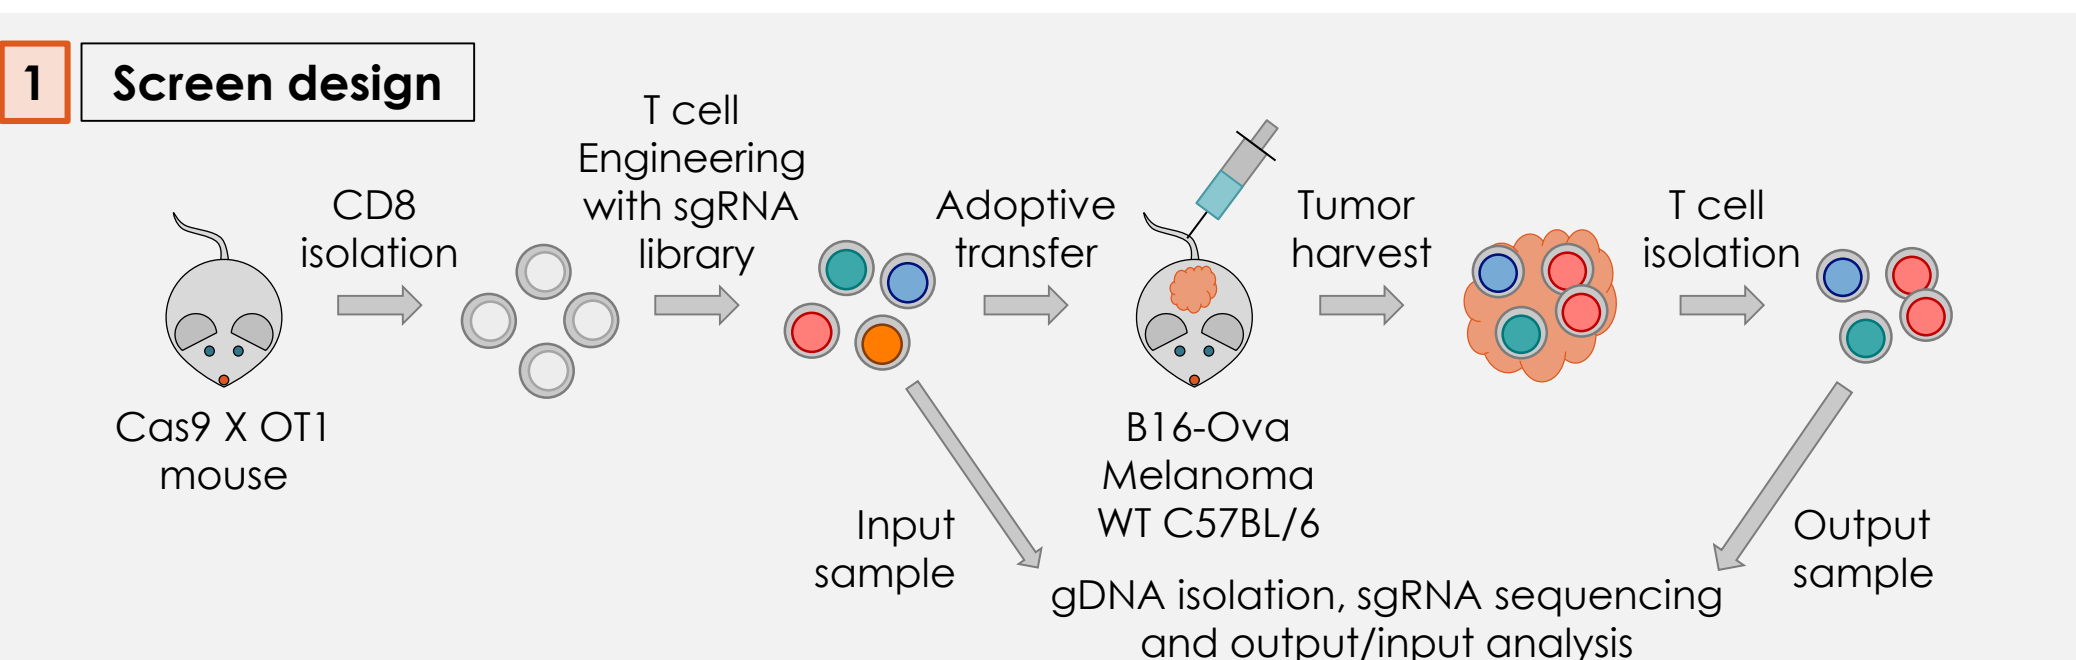 1
Screen design
CD8
isolation
T cell
Engineering
with sgRNA
library
Adoptive
transfer
Tumor
harvest
T cell
isolation
Cas9 X OT1
mouse
B16-Ova
Melanoma
WT C57BL/6
Input
sample
Output
sample
gDNA isolation, sgRNA sequencing
and output/input analysis